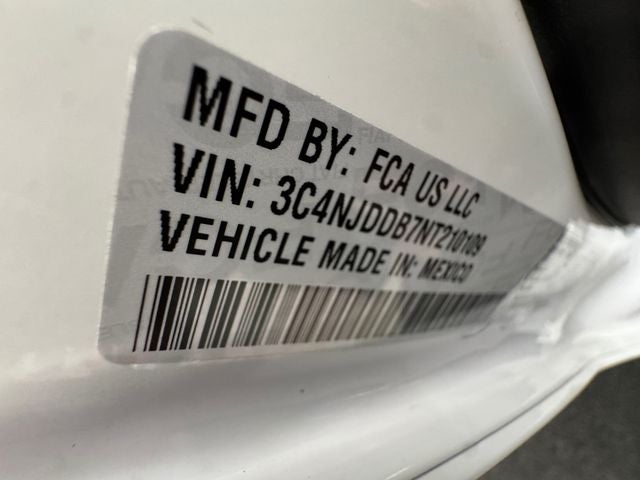 MFD BY: FCA US LLC
VIN: 3C4NJDDB7NT210109
VEHICLE MADE IN: MEXICO